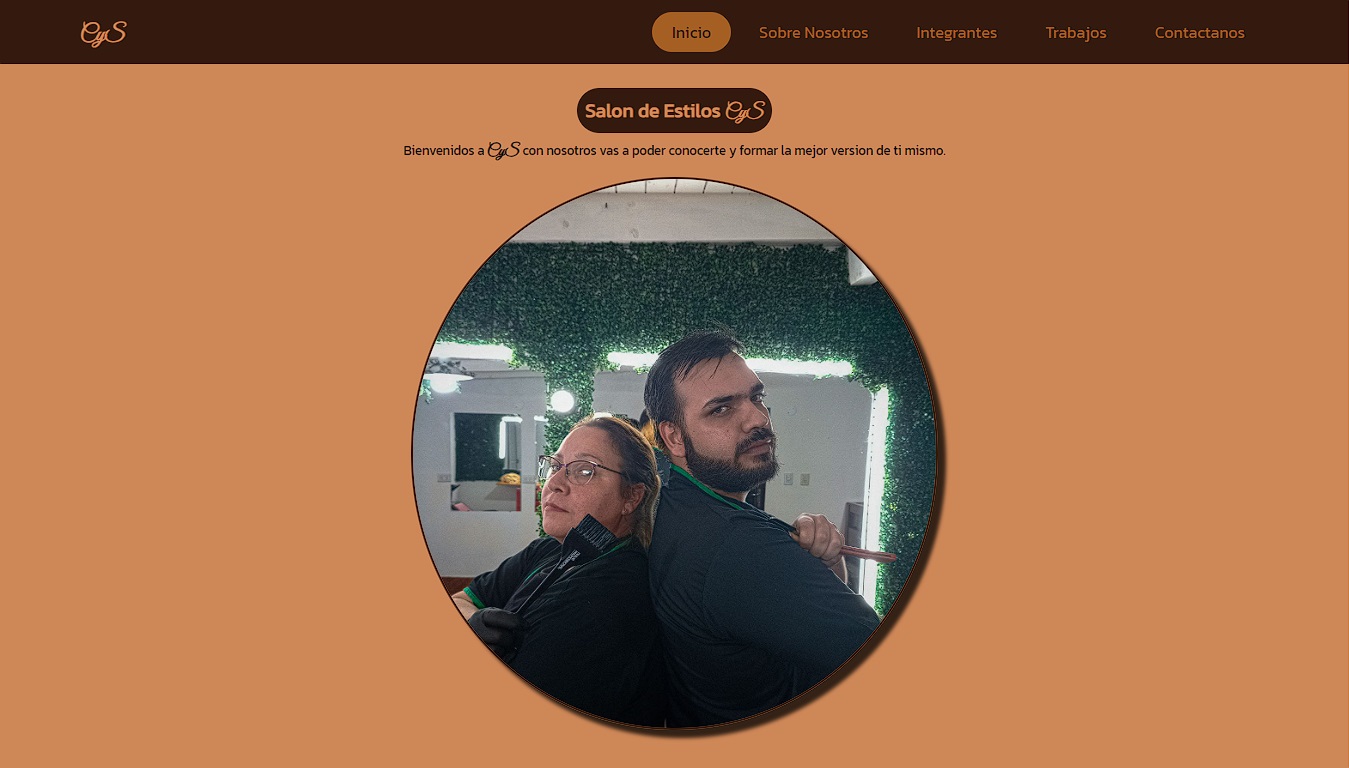 CyS
Inicio
Sobre Nosotros
Integrantes
Trabajos
Contactanos
Salon de Estilos CyS
Bienvenidos a CyS con nosotros vas a poder conocerte y formar la mejor version de ti mismo.